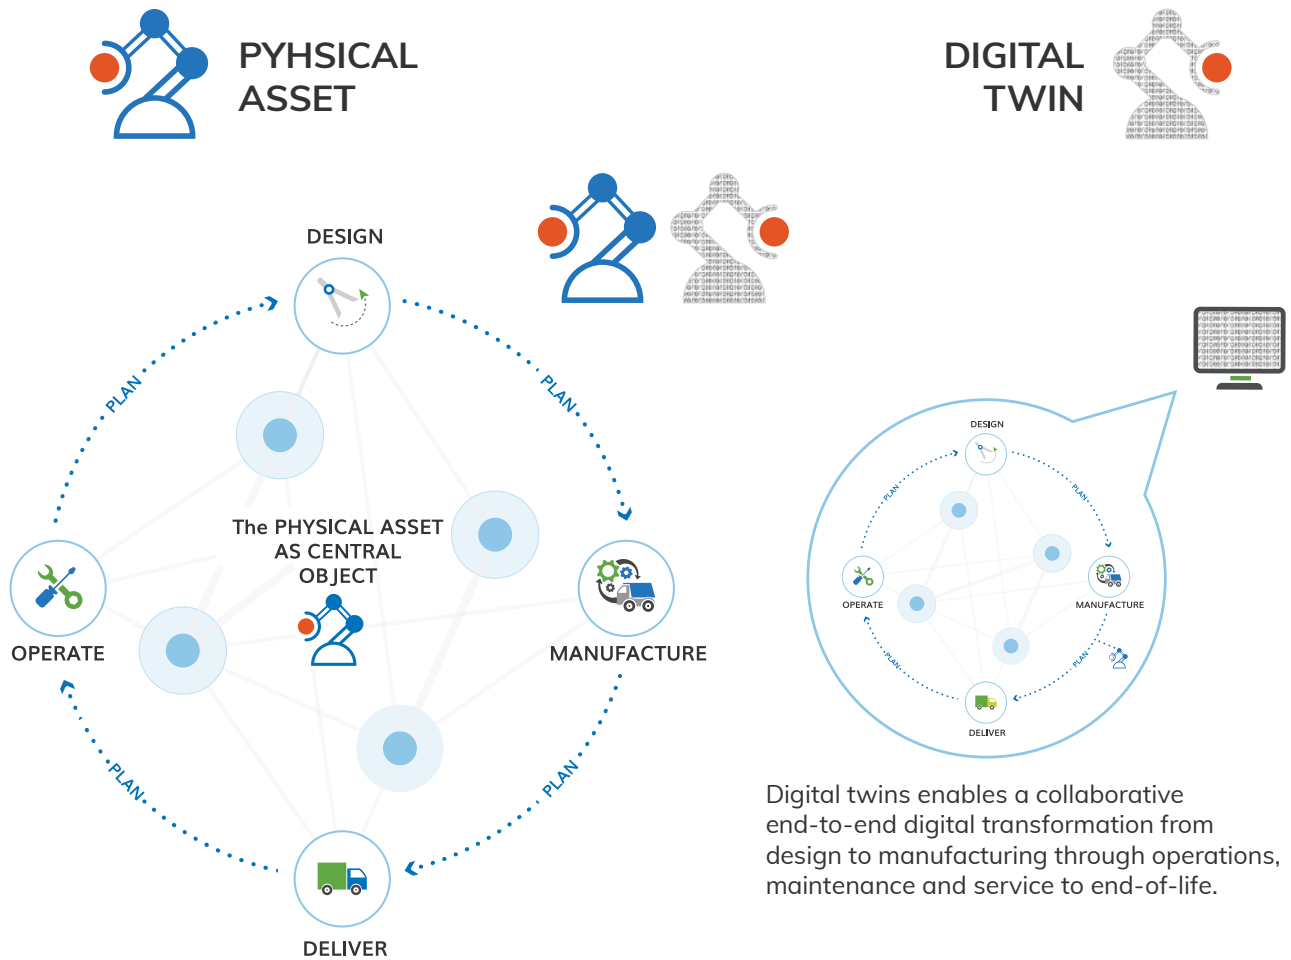 PYHSICAL
ASSET
DIGITAL
TWIN
DESIGN
PLAN
PLAN
The PHYSICAL ASSET
AS CENTRAL
OBJECT
OPERATE
MANUFACTURE
PLAN
PLAN
DELIVER
DESIGN
PLAN
PLAN
OPERATE
MANUFACTURE
PLAN
PLAN
DELIVER
Digital twins enables a collaborative
end-to-end digital transformation from
design to manufacturing through operations,
maintenance and service to end-of-life.